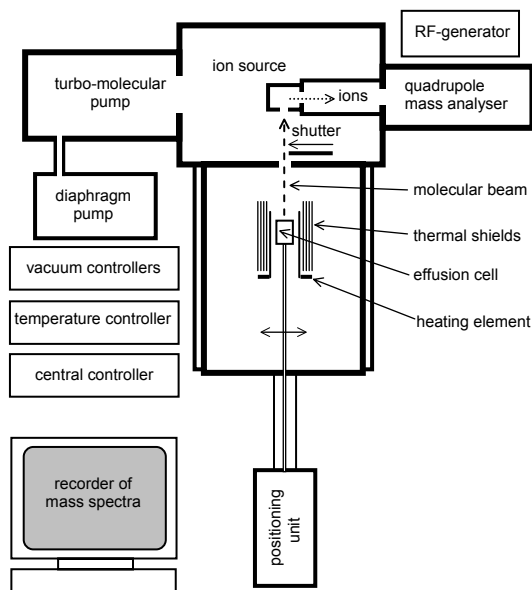 RF-generator
turbo-molecular
pump
ion source
ions
quadrupole
mass analyser
shutter
diaphragm
pump
molecular beam
thermal shields
effusion cell
heating element
vacuum controllers
temperature controller
central controller
recorder of
mass spectra
positioning
unit